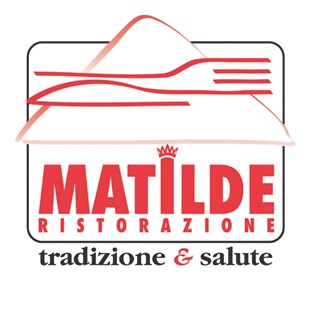 MATILDE
RISTORAZIONE
tradizione & salute